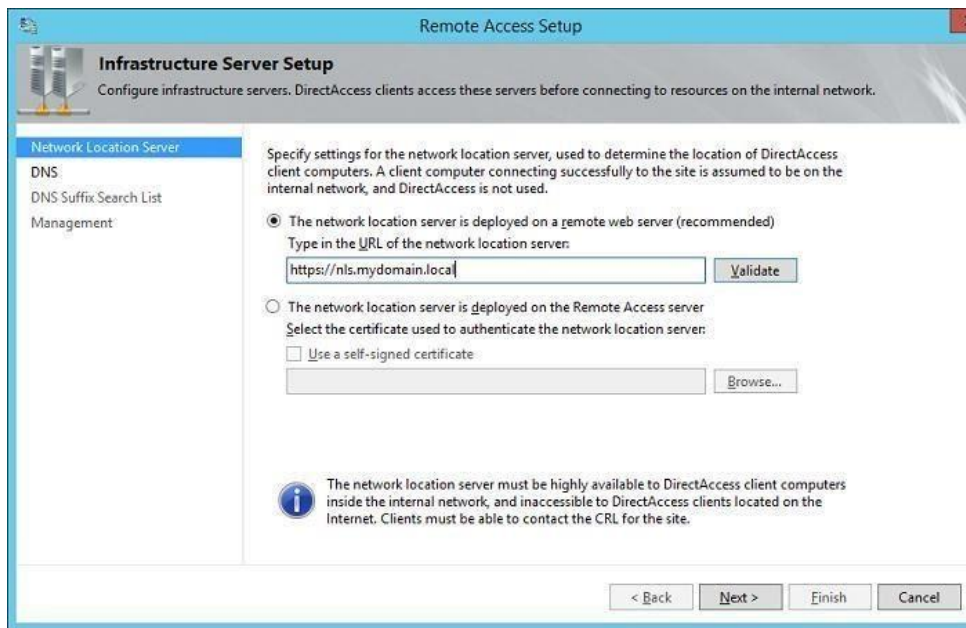 Remote Access Setup
Infrastructure Server Setup
Configure infrastructure servers. DirectAccess clients access these servers before connecting to resources on the internal network.
Network Location Server
DNS
DNS Suffix Search List
Management
Specify settings for the network location server, used to determine the location of DirectAccess
client computers. A client computer connecting successfully to the site is assumed to be on the
internal network, and DirectAccess is not used.
The network location server is deployed on a remote web server (recommended)
Type in the URL of the network location server:
https://nls.mydomain.local
Validate
The network location server is deployed on the Remote Access server
Select the certificate used to authenticate the network location server:
Use a self-signed certificate
Browse...
The network location server must be highly available to DirectAccess client computers
inside the internal network, and inaccessible to DirectAccess clients located on the
Internet. Clients must be able to contact the CRL for the site.
< Back
Next >
Finish
Cancel